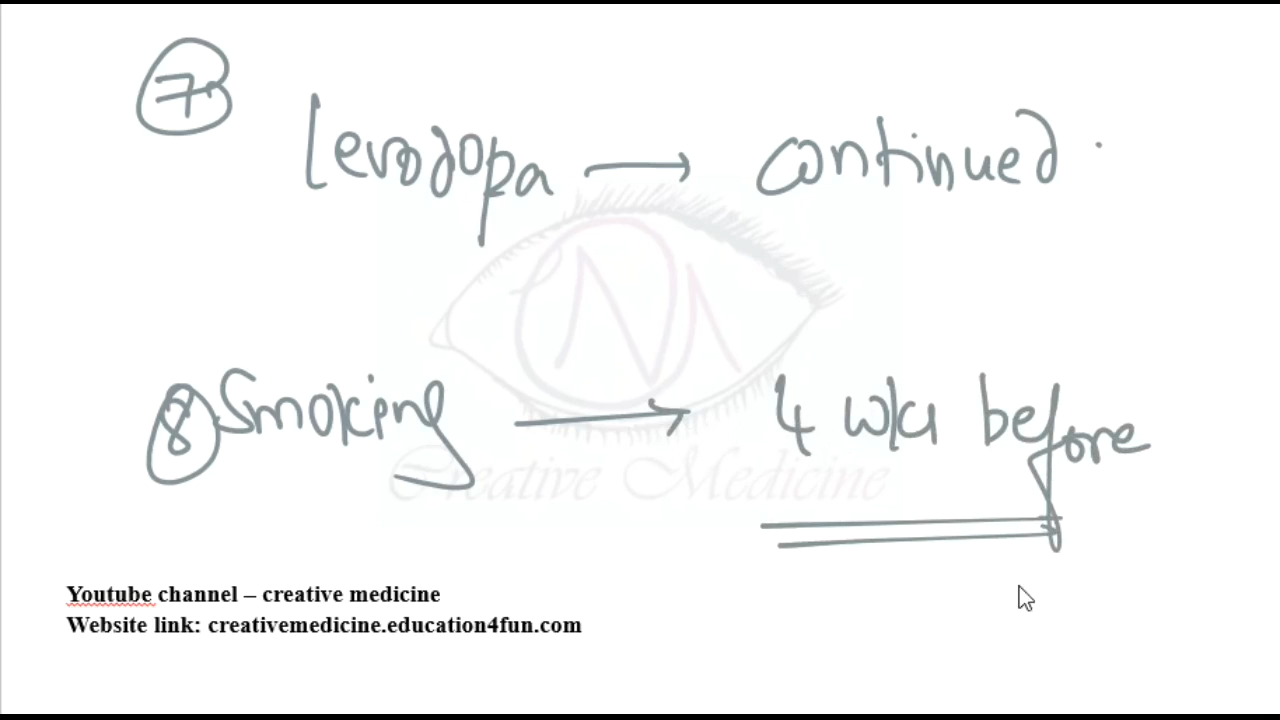 7
levodopa → continued.
8 Smoking → 4 wks before
Creative Medicine
Youtube channel – creative medicine
Website link: creativemedicine.education4fun.com